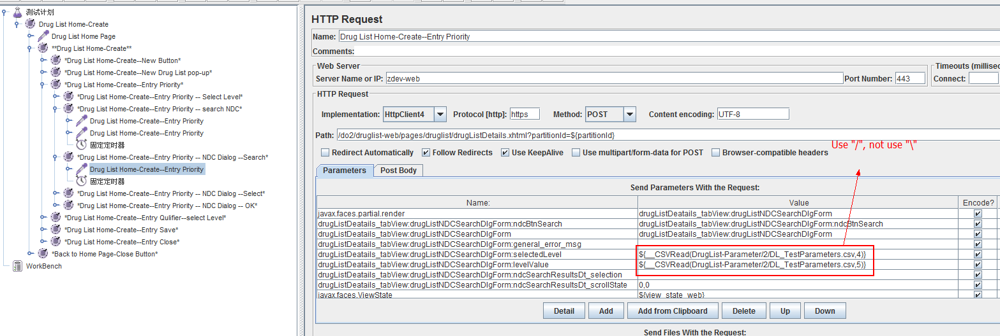 测试计划
Drug List Home-Create
Drug List Home Page
**Drug List Home-Create**
*Drug List Home-Create--New Button*
*Drug List Home-Create--New Drug List pop-up*
*Drug List Home-Create--Entry Priority*
*Drug List Home-Create--Entry Priority -- Select Level*
*Drug List Home-Create--Entry Priority -- search NDC*
Drug List Home-Create--Entry Priority
Drug List Home-Create--Entry Priority
固定定时器
*Drug List Home-Create--Entry Priority -- NDC Dialog --Search*
Drug List Home-Create--Entry Priority
固定定时器
*Drug List Home-Create--Entry Priority -- NDC Dialog --Select*
*Drug List Home-Create--Entry Priority -- NDC Dialog -- OK*
*Drug List Home-Create--Entry Qulifier--select Level*
*Drug List Home-Create--Entry Save*
*Drug List Home-Create--Entry Close*
*Back to Home Page-Close Button*
WorkBench
HTTP Request
Name: Drug List Home-Create--Entry Priority
Comments:
Web Server
Server Name or IP: zdev-web Port Number: 443
Timeouts (millisec
Connect:
HTTP Request
Implementation: HttpClient4 Protocol [http]: https Method: POST Content encoding: UTF-8
Path: /do2/druglist-web/pages/druglist/drugListDetails.xhtml?partitionId=${partitionId}
Use "/", not use "\"
Redirect Automatically Follow Redirects Use KeepAlive Use multipart/form-data for POST Browser-compatible headers
Parameters Post Body
Send Parameters With the Request:
Name: Value Encode?
javax.faces.partial.render drugListDeatails_tabView:drugListNDCSearchDlgForm
drugListDeatails_tabView:drugListNDCSearchDlgForm:ndcBtnSearch drugListDeatails_tabView:drugListNDCSearchDlgForm:ndcBtnSearch
drugListDeatails_tabView:drugListNDCSearchDlgForm drugListDeatails_tabView:drugListNDCSearchDlgForm
drugListDeatails_tabView:drugListNDCSearchDlgForm:general_error_msg
drugListDeatails_tabView:drugListNDCSearchDlgForm:selectedLevel ${__CSVRead(DrugList-Parameter/2/DL_TestParameters.csv,4)}
drugListDeatails_tabView:drugListNDCSearchDlgForm:levelValue ${__CSVRead(DrugList-Parameter/2/DL_TestParameters.csv,5)}
drugListDeatails_tabView:drugListNDCSearchDlgForm:ndcSearchResultsDt_selection
drugListDeatails_tabView:drugListNDCSearchDlgForm:ndcSearchResultsDt_scrollState 0,0
javax.faces.ViewState ${view_state_web}
Detail Add Add from Clipboard Delete Up Down
Send Files With the Request: